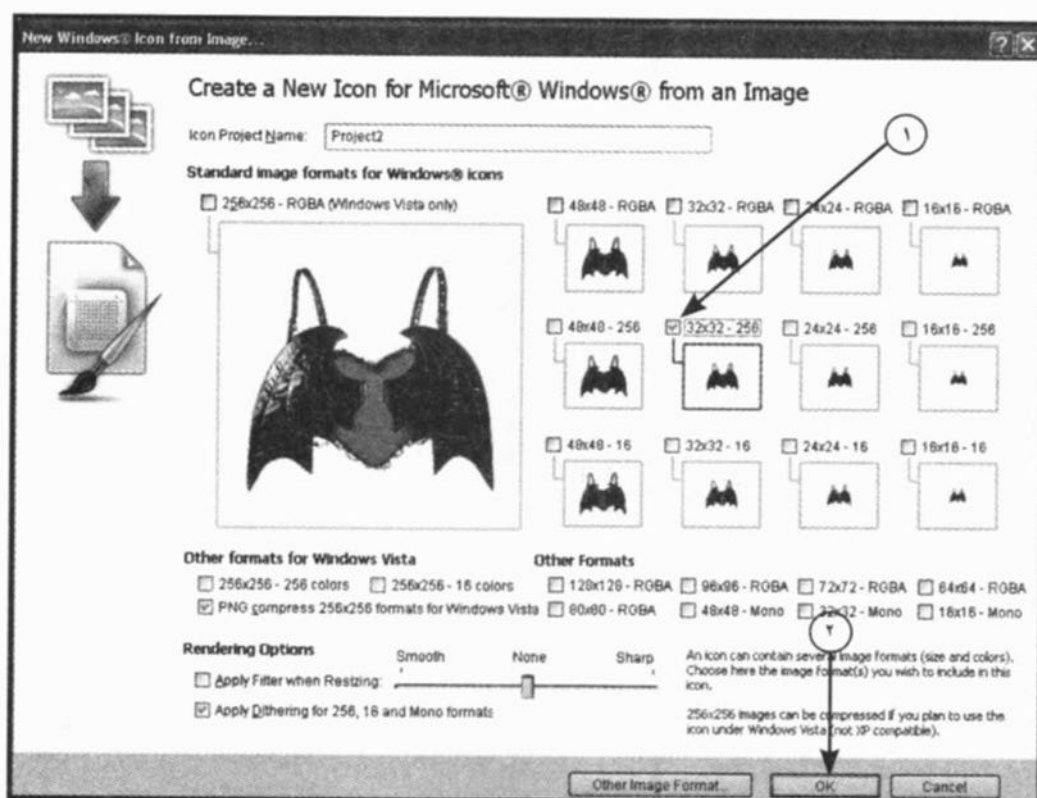 New Windows® Icon from Image...
Create a New Icon for Microsoft® Windows® from an Image
Icon Project Name: Project2
١
Standard image formats for Windows® icons
256x256 - RGBA (Windows Vista only)
48x48 - RGBA 32x32 - RGBA 24x24 - RGBA 16x16 - RGBA
48x48 - 256 32x32 - 256 24x24 - 256 16x16 - 256
48x48 - 16 32x32 - 16 24x24 - 16 16x16 - 16
Other formats for Windows Vista
256x256 - 256 colors 256x256 - 16 colors
PNG compress 256x256 formats for Windows Vista
Other Formats
128x128 - RGBA 96x96 - RGBA 72x72 - RGBA 64x64 - RGBA
80x80 - RGBA 48x48 - Mono 32x32 - Mono 16x16 - Mono
٢
Rendering Options
Smooth None Sharp
Apply Filter when Resizing:
Apply Dithering for 256, 16 and Mono formats
An icon can contain several image formats (size and colors).
Choose here the image format(s) you wish to include in this
icon.
256x256 images can be compressed if you plan to use the
icon under Windows Vista (not XP compatible).
Other Image Format... OK Cancel